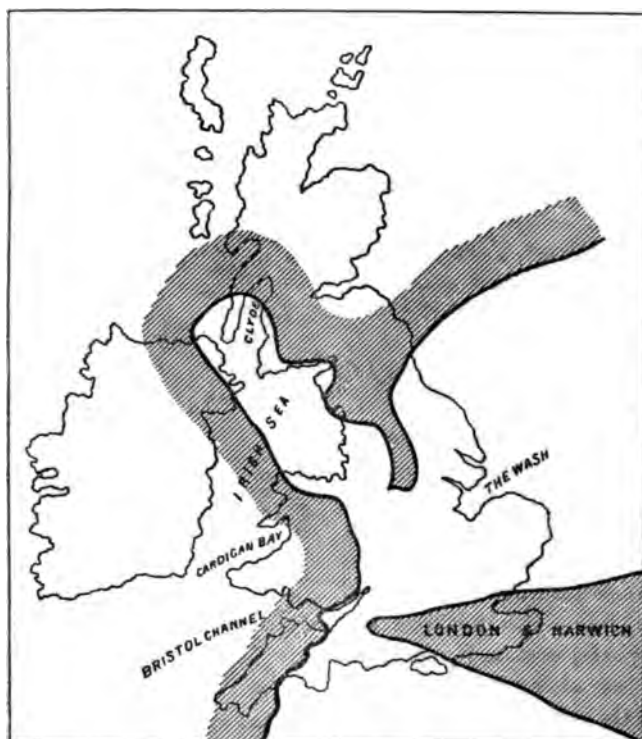 CLYDE
IRISH SEA
THE WASH
CARDIGAN BAY
BRISTOL CHANNEL
LONDON & HARWICH